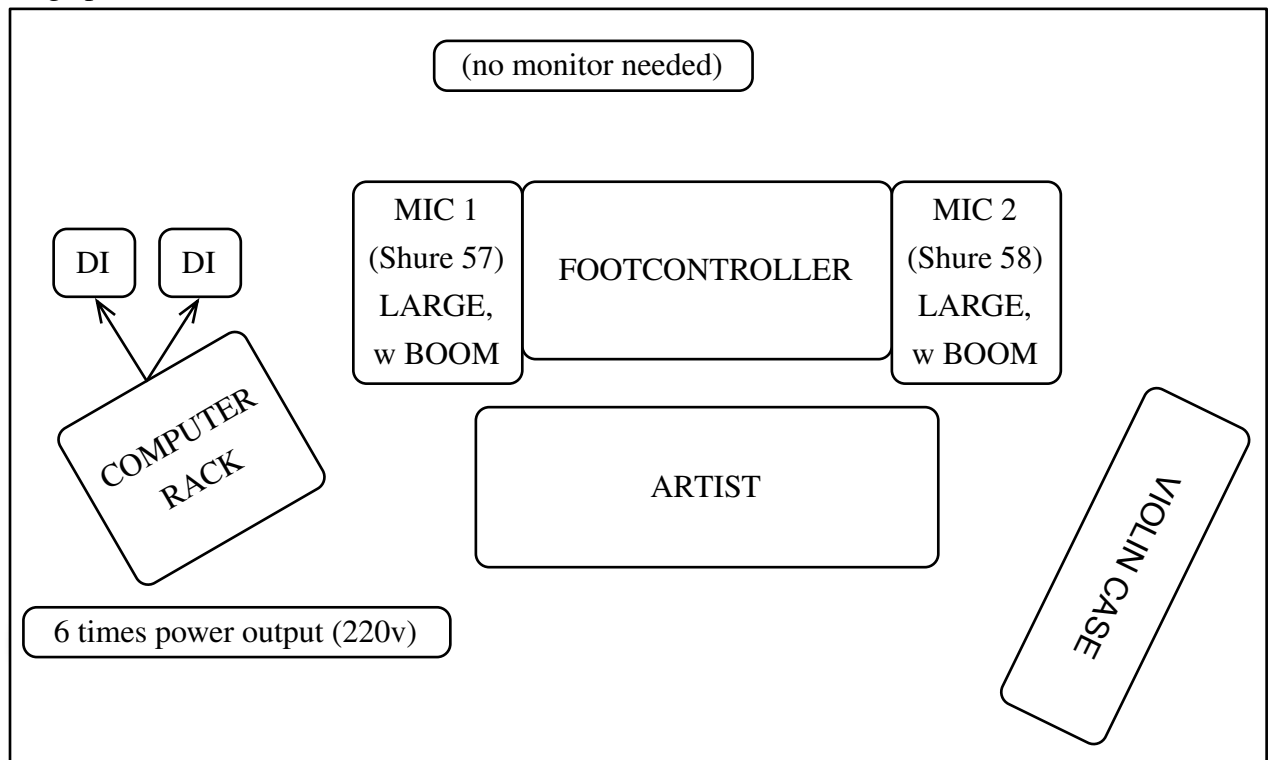 (no monitor needed)
MIC 1
(Shure 57)
LARGE,
w BOOM
FOOTCONTROLLER
MIC 2
(Shure 58)
LARGE,
w BOOM
DI
DI
COMPUTER
RACK
ARTIST
VIOLIN CASE
6 times power output (220v)